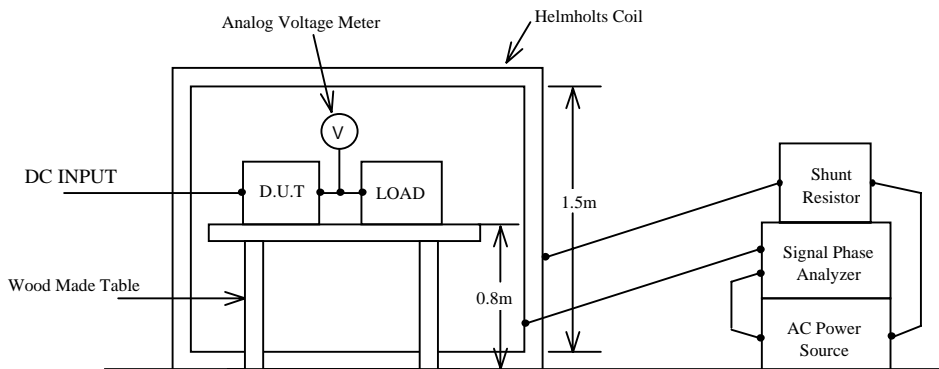 Helmholts Coil
Analog Voltage Meter
V
DC INPUT
D.U.T
LOAD
1.5m
Shunt
Resistor
Signal Phase
Analyzer
Wood Made Table
0.8m
AC Power
Source